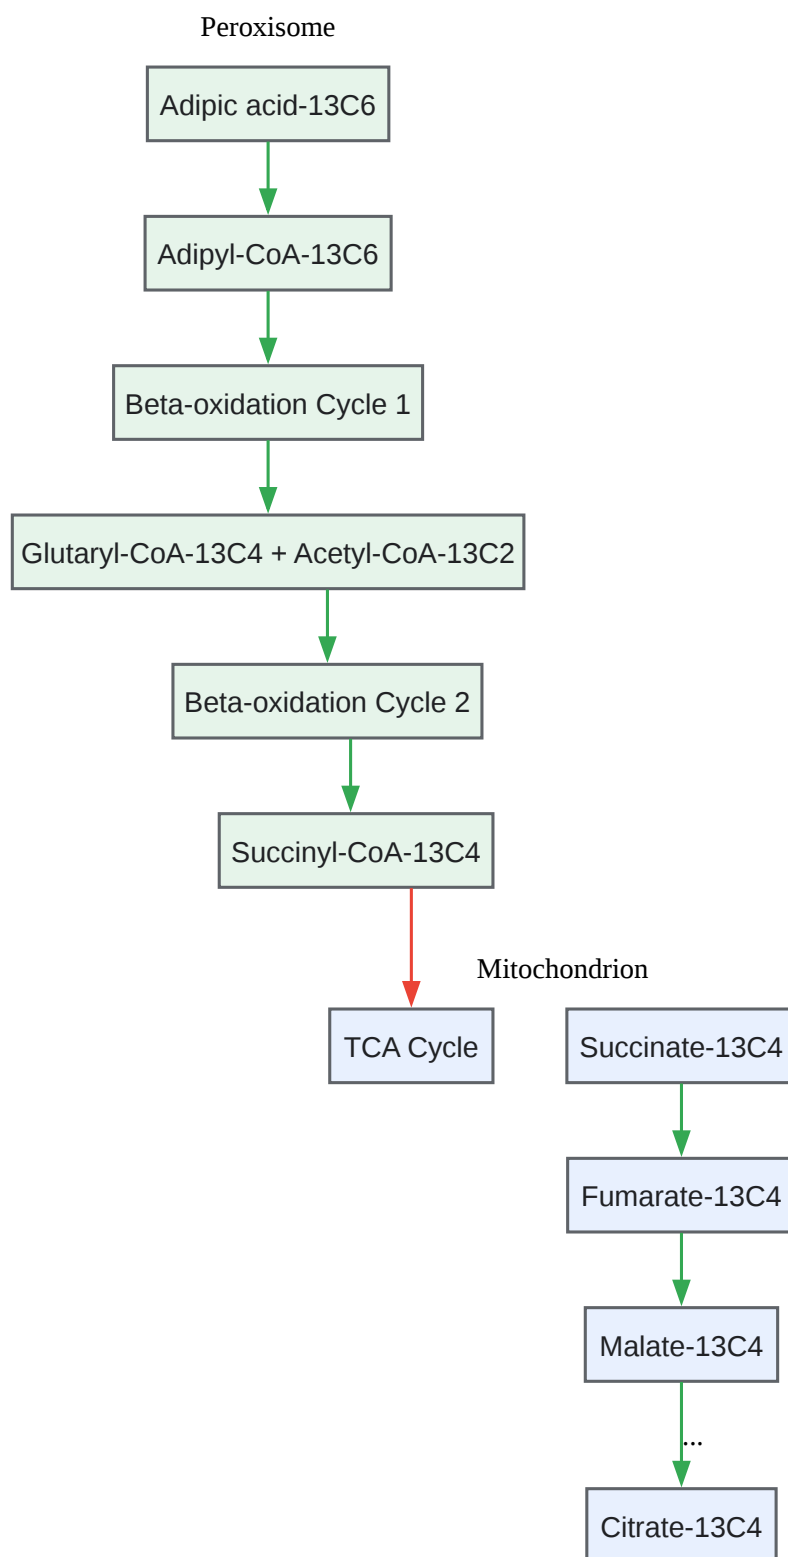 Peroxisome
Adipic acid-13C6
Adipyl-CoA-13C6
Beta-oxidation Cycle 1
Glutaryl-CoA-13C4 + Acetyl-CoA-13C2
Beta-oxidation Cycle 2
Succinyl-CoA-13C4
Mitochondrion
TCA Cycle
Succinate-13C4
Fumarate-13C4
Malate-13C4
...
Citrate-13C4